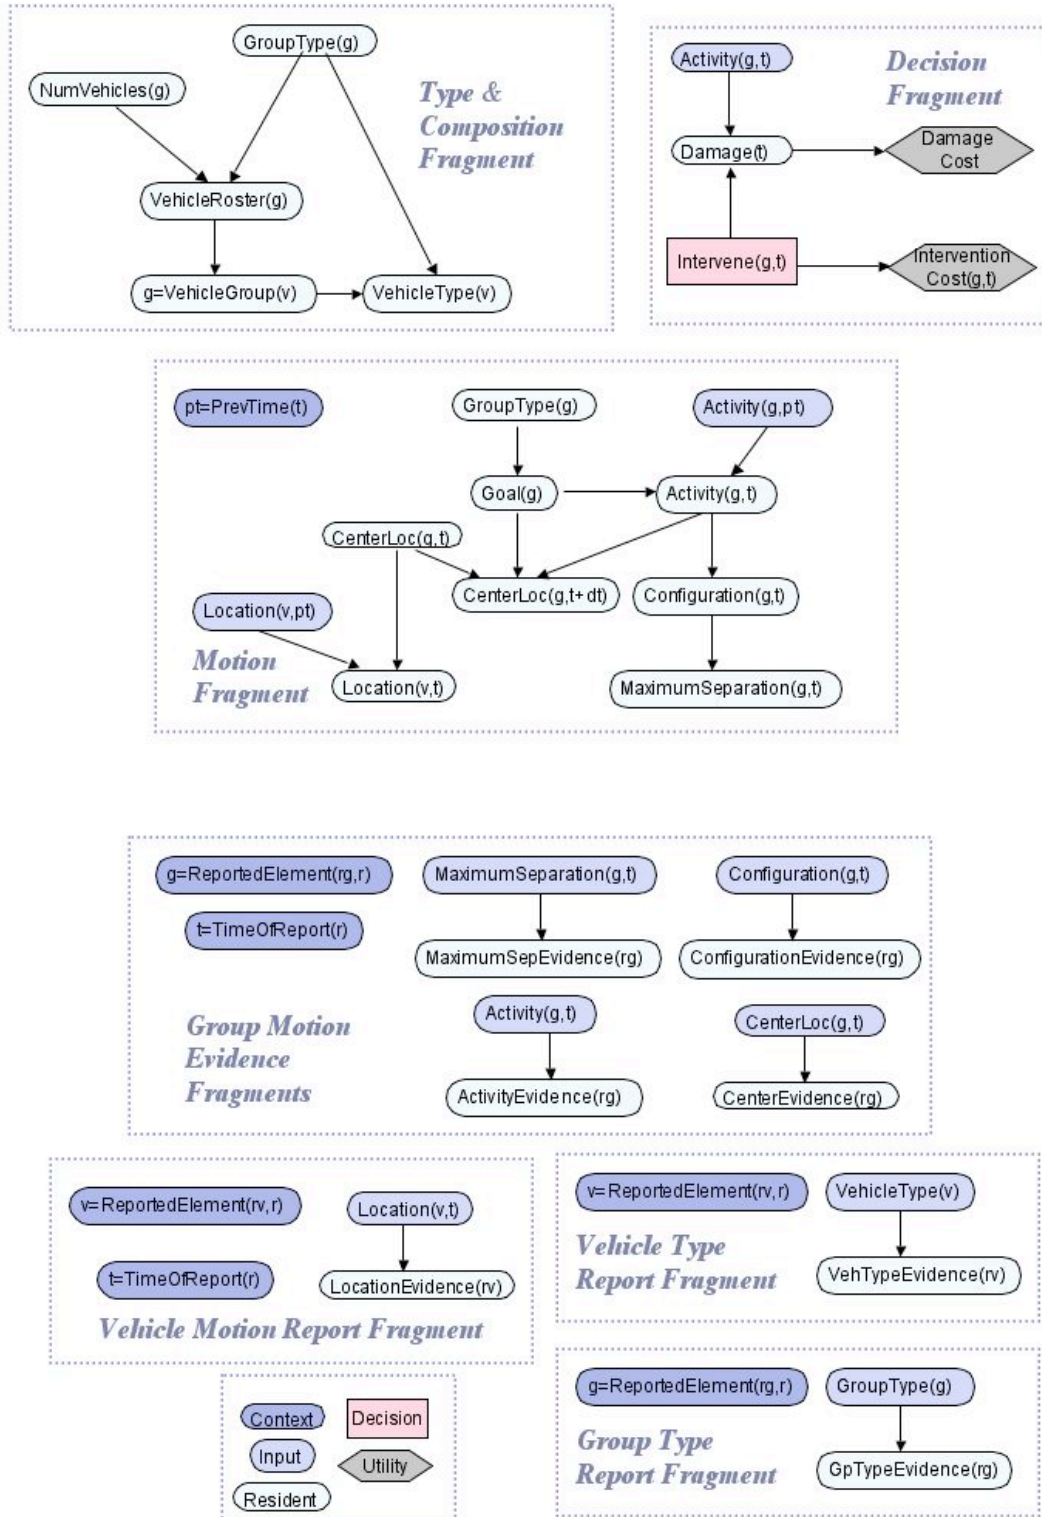 GroupType(g)
NumVehicles(g)
Type &
Composition
Fragment
VehicleRoster(g)
g=VehicleGroup(v)
VehicleType(v)
Activity(g,t)
Decision
Fragment
Damage(t)
Damage
Cost
Intervene(g,t)
Intervention
Cost(g,t)
pt=PrevTime(t)
GroupType(g)
Activity(g,pt)
Goal(g)
Activity(g,t)
CenterLoc(g,t)
CenterLoc(g,t+dt)
Configuration(g,t)
Location(v,pt)
Motion
Fragment
Location(v,t)
MaximumSeparation(g,t)
g=ReportedElement(rg,r)
MaximumSeparation(g,t)
Configuration(g,t)
t=TimeOfReport(r)
MaximumSepEvidence(rg)
ConfigurationEvidence(rg)
Group Motion
Evidence
Fragments
Activity(g,t)
CenterLoc(g,t)
ActivityEvidence(rg)
CenterEvidence(rg)
v=ReportedElement(rv,r)
Location(v,t)
t=TimeOfReport(r)
LocationEvidence(rv)
Vehicle Motion Report Fragment
v=ReportedElement(rv,r)
VehicleType(v)
Vehicle Type
Report Fragment
VehTypeEvidence(rv)
g=ReportedElement(rg,r)
GroupType(g)
Group Type
Report Fragment
GpTypeEvidence(rg)
Context
Decision
Input
Utility
Resident